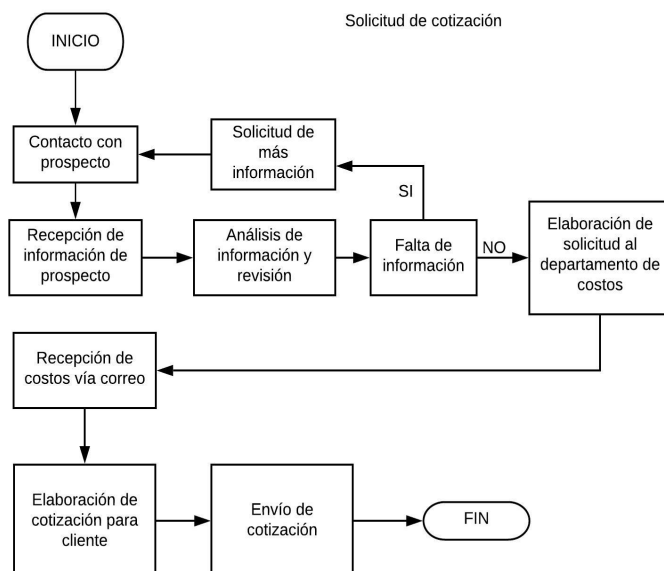 Solicitud de cotización
INICIO
Contacto con
prospecto
Solicitud de
más
información
SI
Recepción de
información de
prospecto
Análisis de
información y
revisión
Falta de
información
NO
Elaboración de
solicitud al
departamento de
costos
Recepción de
costos vía correo
Elaboración de
cotización para
cliente
Envío de
cotización
FIN